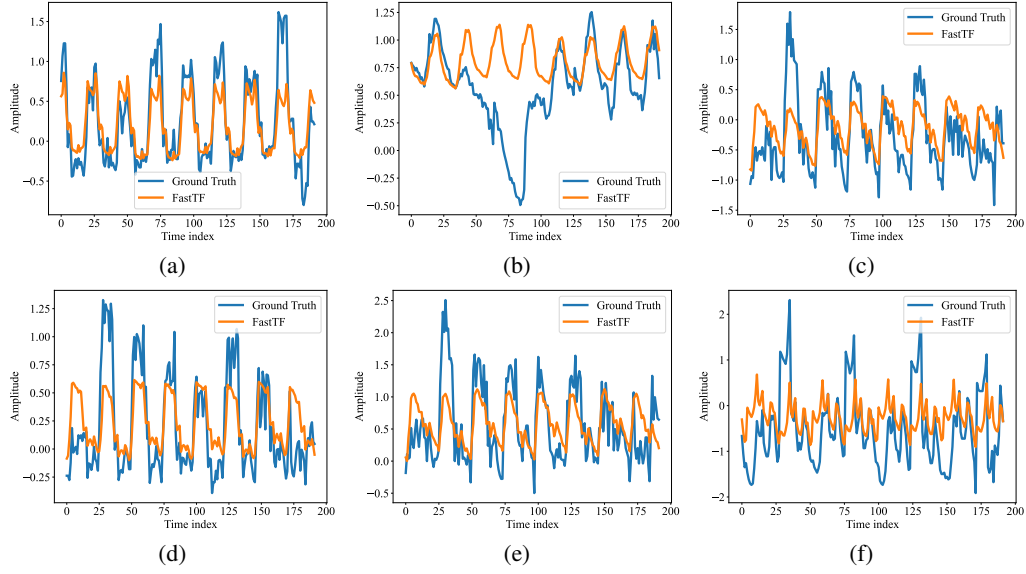 1.5
1.0
0.5
0.0
−0.5
Amplitude
0 25 50 75 100 125 150 175 200
Time index
Ground Truth
FastTF
(a)
1.25
1.00
0.75
0.50
0.25
0.00
−0.25
−0.50
Amplitude
0 25 50 75 100 125 150 175 200
Time index
Ground Truth
FastTF
(b)
1.5
1.0
0.5
0.0
−0.5
−1.0
−1.5
Amplitude
0 25 50 75 100 125 150 175 200
Time index
Ground Truth
FastTF
(c)
1.25
1.00
0.75
0.50
0.25
0.00
−0.25
Amplitude
0 25 50 75 100 125 150 175 200
Time index
Ground Truth
FastTF
(d)
2.5
2.0
1.5
1.0
0.5
0.0
−0.5
Amplitude
0 25 50 75 100 125 150 175 200
Time index
Ground Truth
FastTF
(e)
2
1
0
−1
−2
Amplitude
0 25 50 75 100 125 150 175 200
Time index
Ground Truth
FastTF
(f)